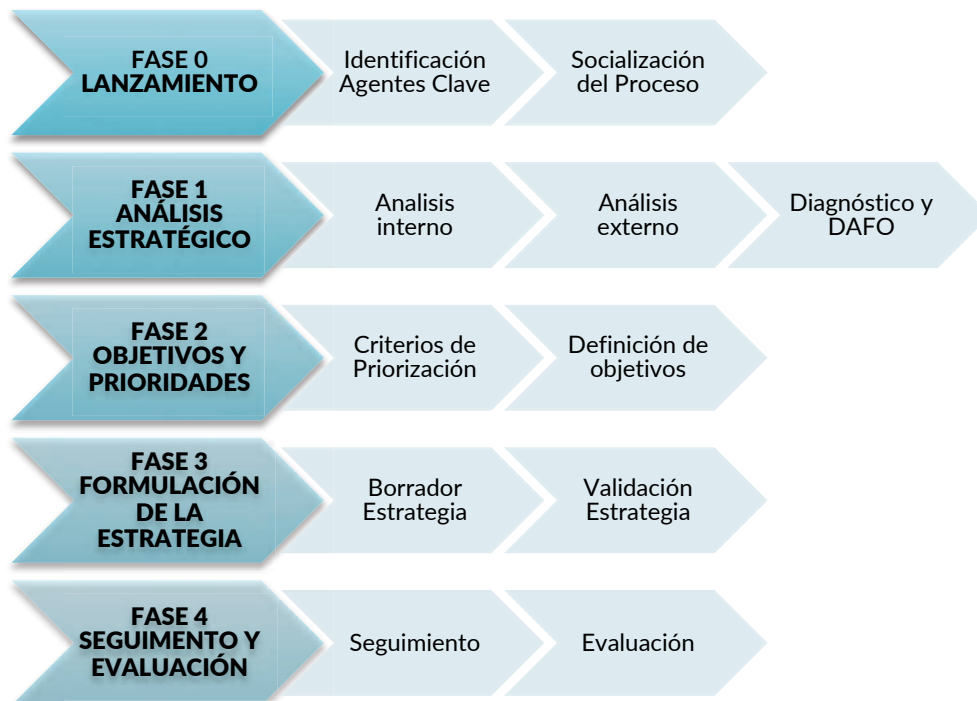 FASE 0
LANZAMIENTO
Identificación
Agentes Clave
Socialización
del Proceso
FASE 1
ANÁLISIS
ESTRATÉGICO
Analisis
interno
Análisis
externo
Diagnóstico y
DAFO
FASE 2
OBJETIVOS Y
PRIORIDADES
Criterios de
Priorización
Definición de
objetivos
FASE 3
FORMULACIÓN
DE LA
ESTRATEGIA
Borrador
Estrategia
Validación
Estrategia
FASE 4
SEGUIMENTO Y
EVALUACIÓN
Seguimiento
Evaluación